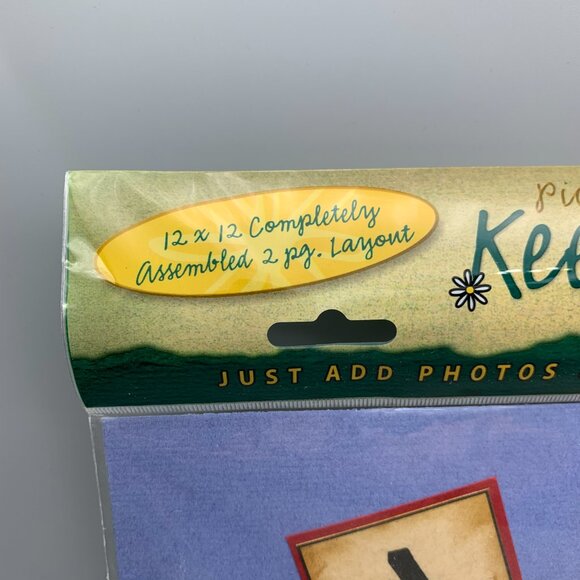 12 x 12 Completely
Assembled 2 pg. Layout
JUST ADD PHOTOS